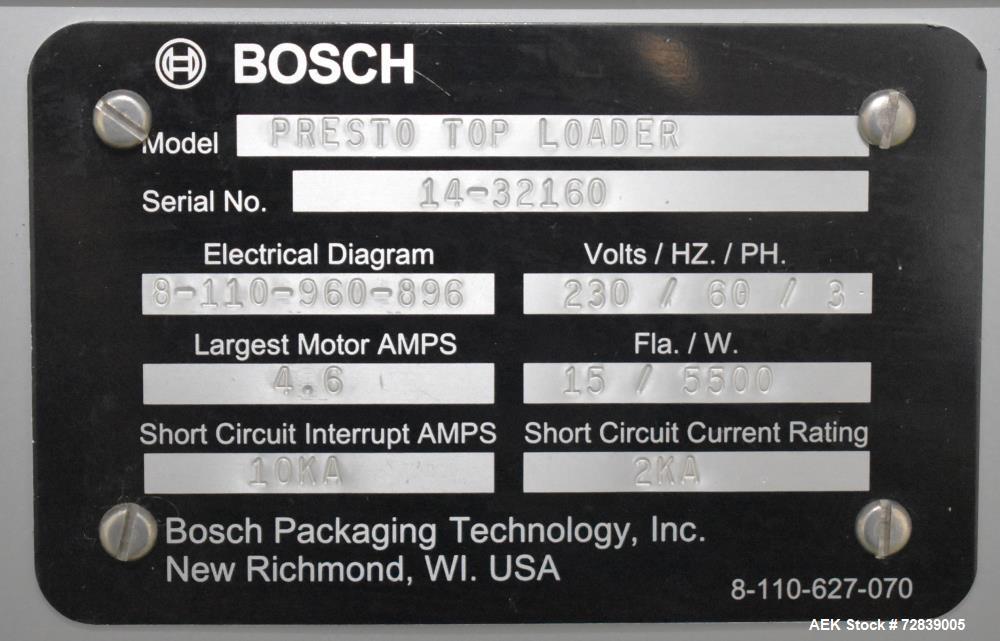 BOSCH
Model PRESTO TOP LOADER
Serial No. 14-32160
Electrical Diagram Volts / HZ. / PH.
8-110-960-896 230 / 60 / 3
Largest Motor AMPS Fla. / W.
4.6 15 / 5500
Short Circuit Interrupt AMPS Short Circuit Current Rating
10KA 2KA
Bosch Packaging Technology, Inc.
New Richmond, WI. USA
8-110-627-070
AEK Stock # 72839005